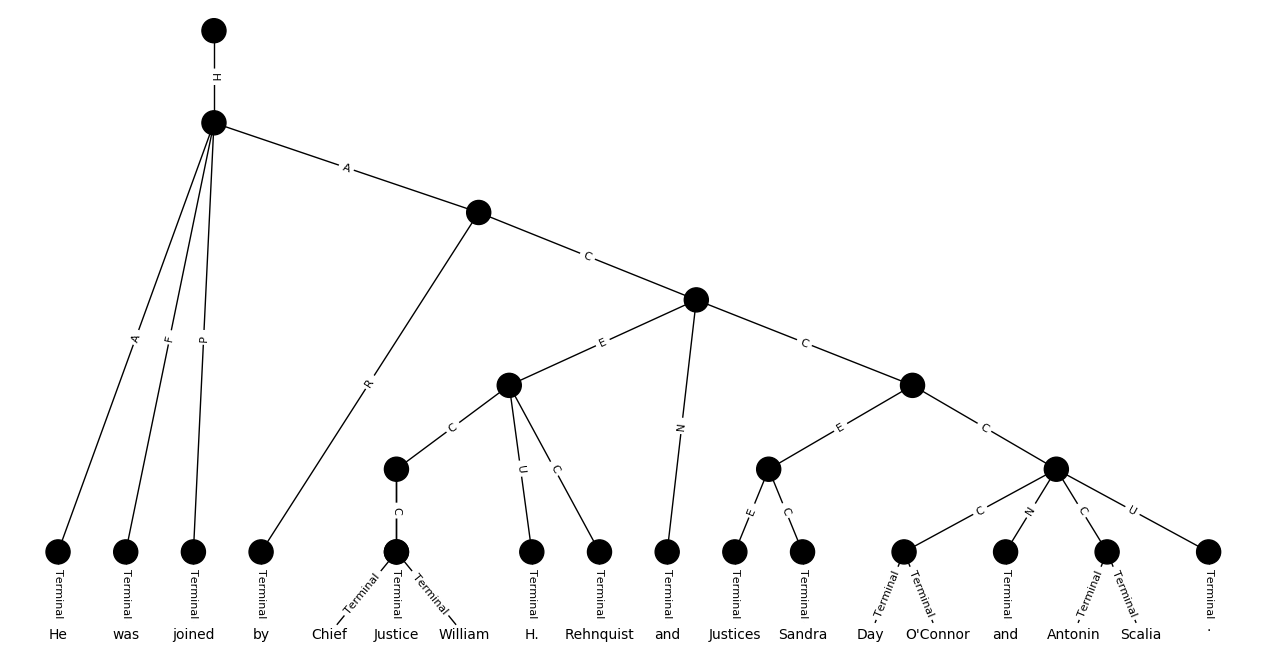 H
A
C
A F P R N
E C
C U C E C
C E C C N C U
Terminal Terminal Terminal Terminal Terminal Terminal Terminal Terminal Terminal Terminal Terminal Terminal Terminal Terminal Terminal Terminal Terminal Terminal
He was joined by Chief Justice William H. Rehnquist and Justices Sandra Day O'Connor and Antonin Scalia .